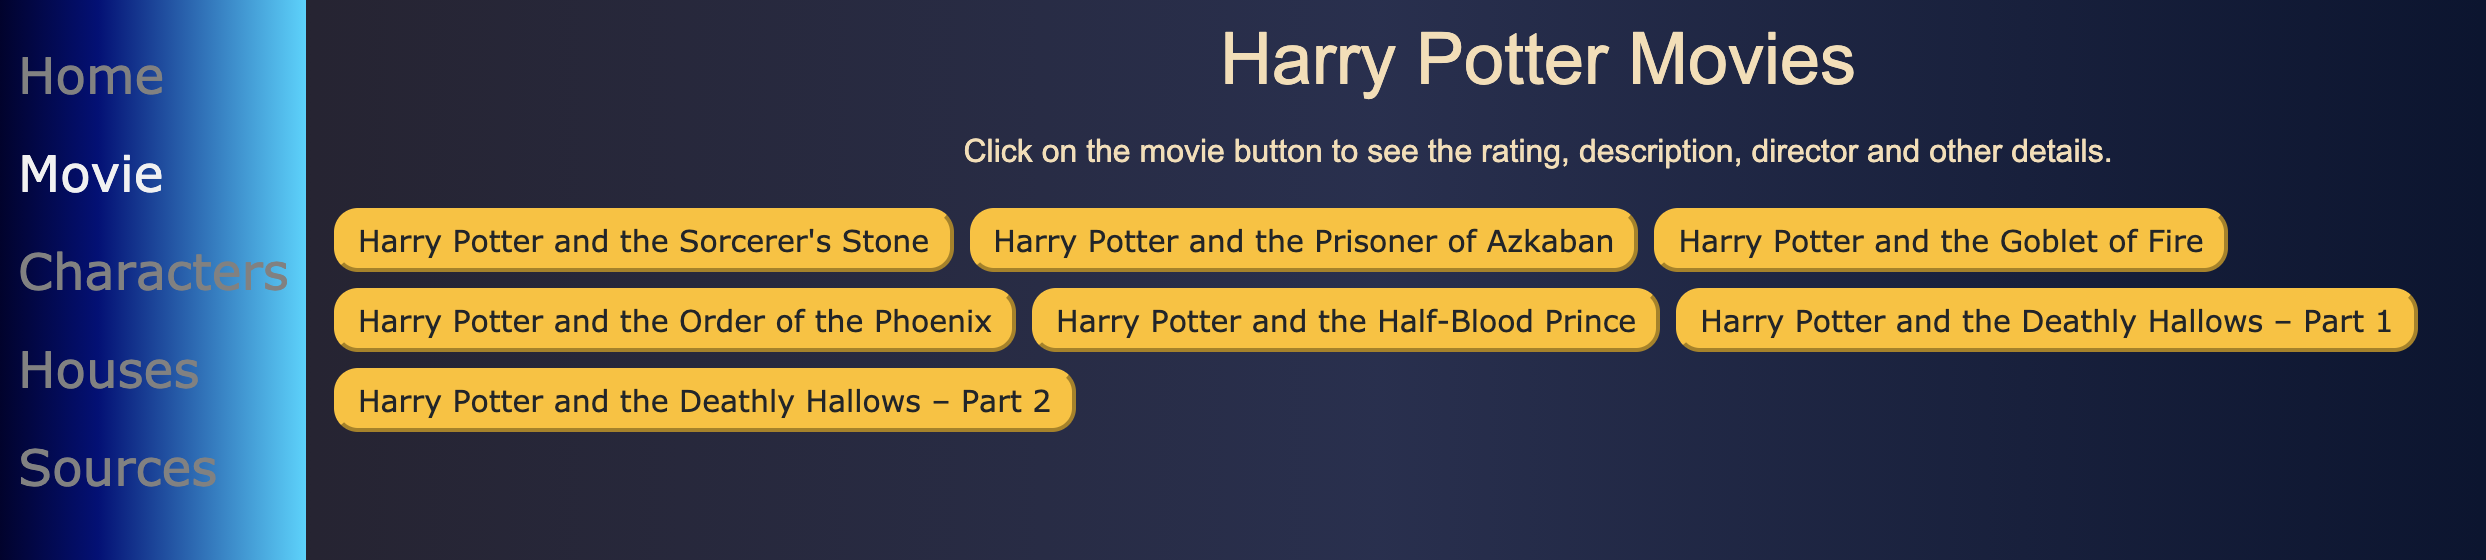 Home
Movie
Characters
Houses
Sources
Harry Potter Movies
Click on the movie button to see the rating, description, director and other details.
Harry Potter and the Sorcerer's Stone
Harry Potter and the Prisoner of Azkaban
Harry Potter and the Goblet of Fire
Harry Potter and the Order of the Phoenix
Harry Potter and the Half-Blood Prince
Harry Potter and the Deathly Hallows – Part 1
Harry Potter and the Deathly Hallows – Part 2